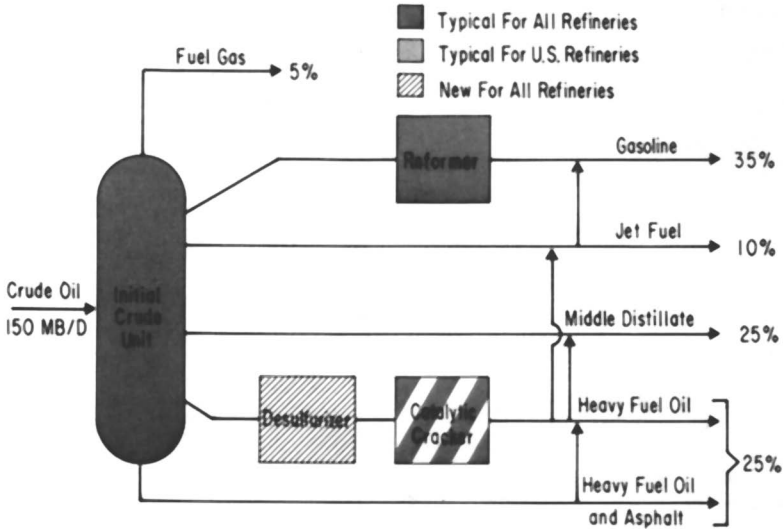 Typical For All Refineries
Typical For U.S. Refineries
New For All Refineries
Fuel Gas
5%
Reformer
Gasoline
35%
Jet Fuel
10%
Crude Oil
150 MB/D
Initial
Crude
Unit
Middle Distillate
25%
Desulfurizer
Catalytic
Cracker
Heavy Fuel Oil
25%
Heavy Fuel Oil
and Asphalt